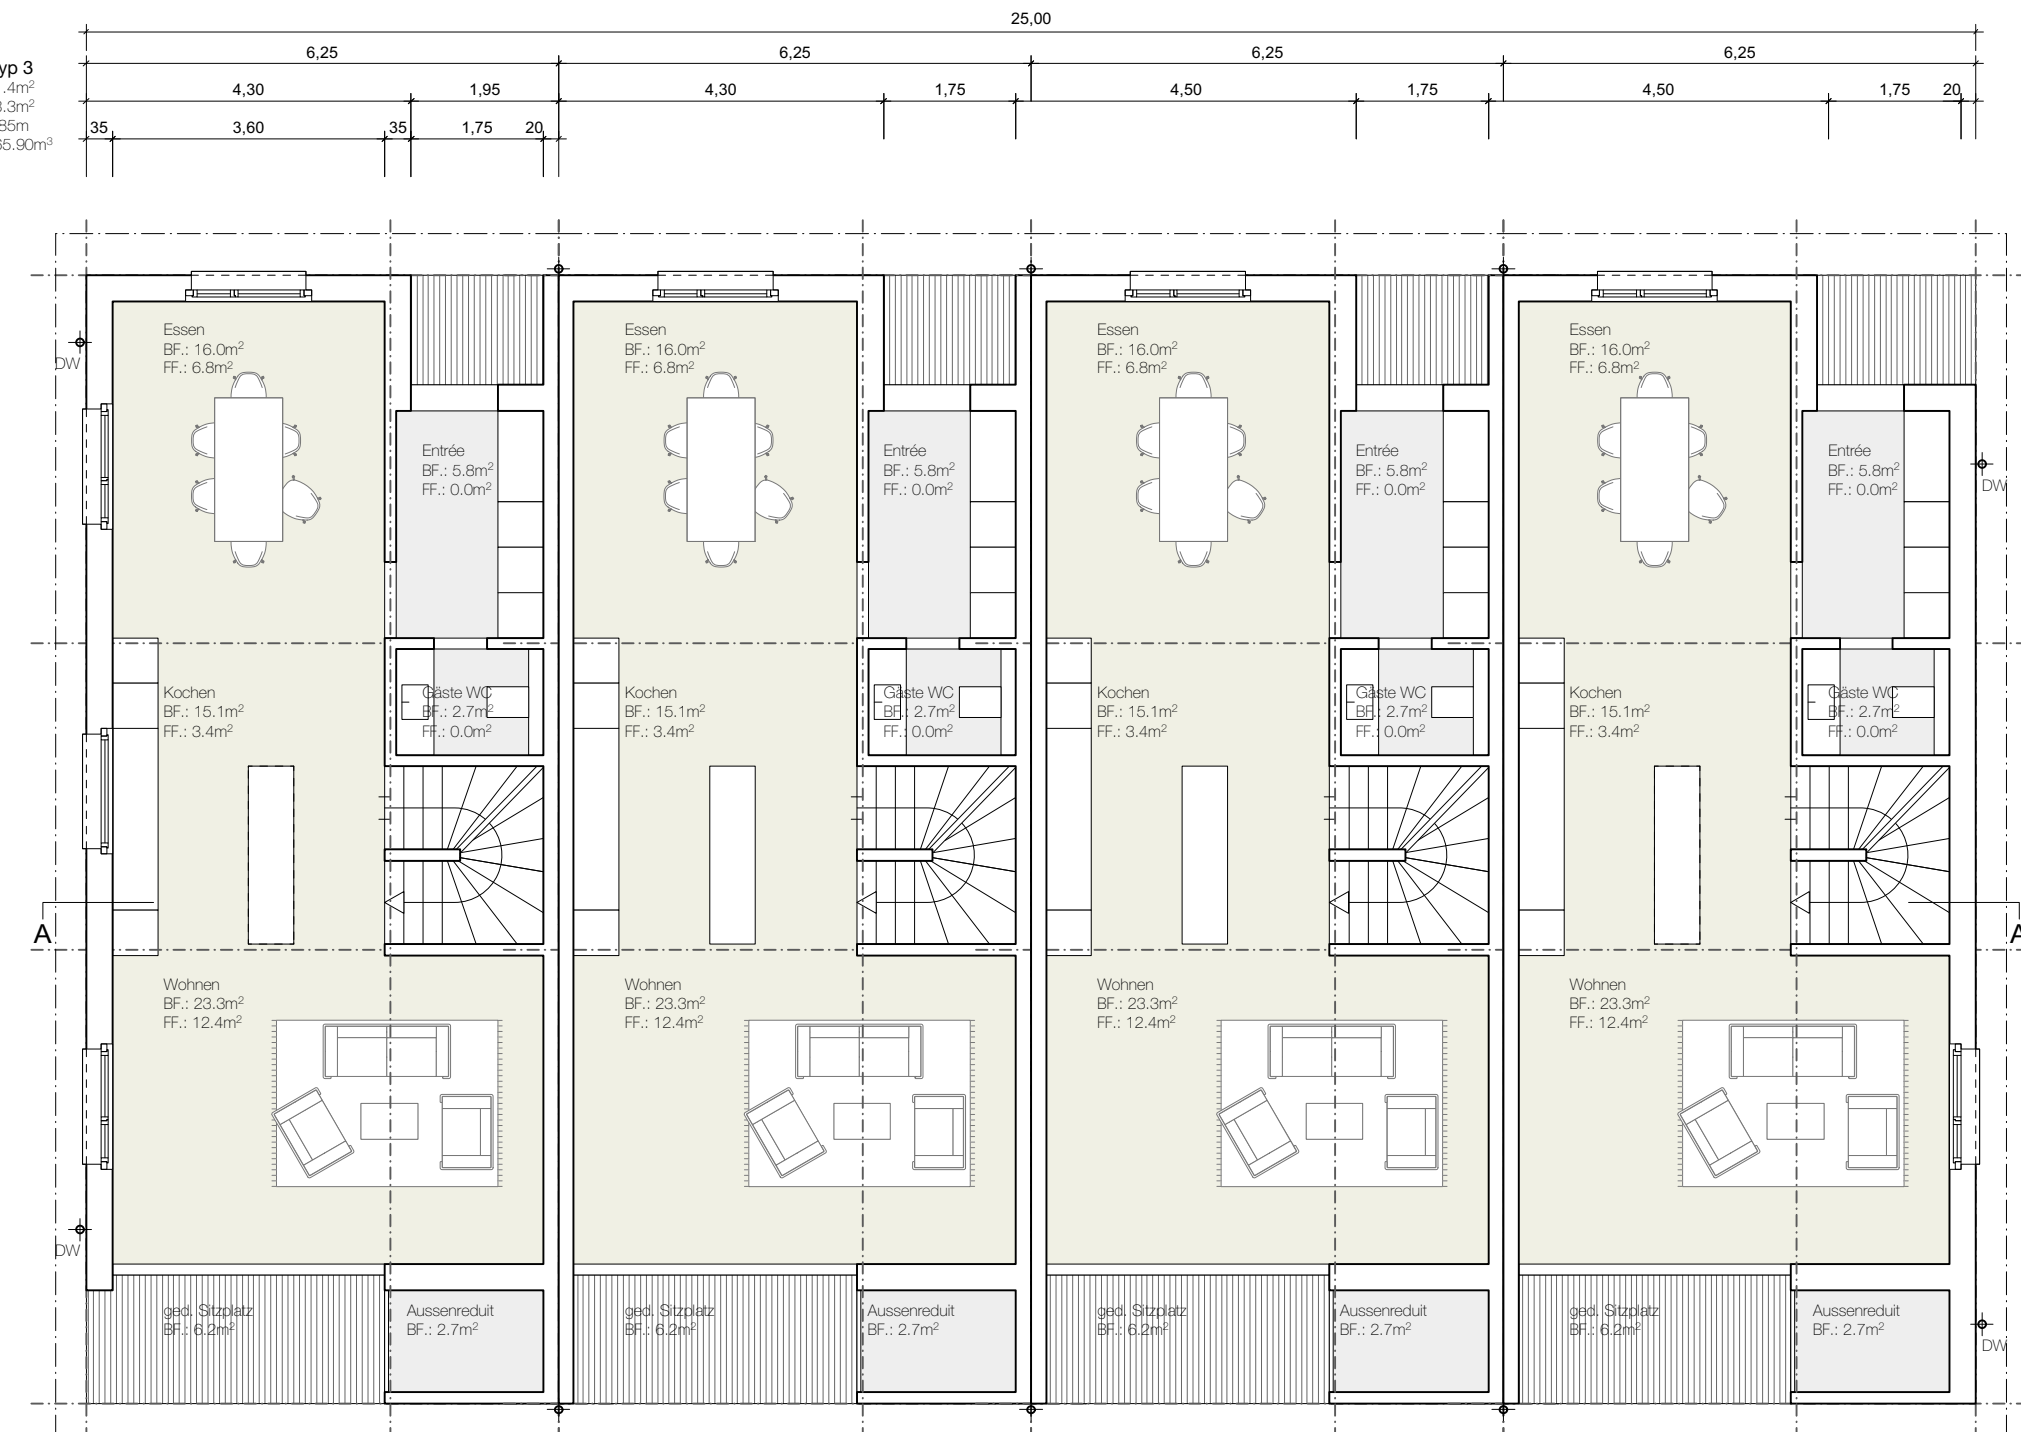 25,00
6,25 6,25 6,25 6,25
yp 3
.4m²
4,30 1,95 4,30 1,75 4,50 1,75 4,50 1,75 20
.3m²
85m
35 3,60 35 1,75 20
65.90m³
Essen Essen Essen Essen
BF.: 16.0m² BF.: 16.0m² BF.: 16.0m² BF.: 16.0m²
FF.: 6.8m² FF.: 6.8m² FF.: 6.8m² FF.: 6.8m²
DW
Entrée Entrée Entrée Entrée
BF.: 5.8m² BF.: 5.8m² BF.: 5.8m² BF.: 5.8m²
FF.: 0.0m² FF.: 0.0m² FF.: 0.0m² FF.: 0.0m²
DW
Kochen Gäste WC Kochen Gäste WC Kochen Gäste WC Kochen Gäste WC
BF.: 15.1m² BF.: 2.7m² BF.: 15.1m² BF.: 2.7m² BF.: 15.1m² BF.: 2.7m² BF.: 15.1m² BF.: 2.7m²
FF.: 3.4m² FF.: 0.0m² FF.: 3.4m² FF.: 0.0m² FF.: 3.4m² FF.: 0.0m² FF.: 3.4m² FF.: 0.0m²
A A
Wohnen Wohnen Wohnen Wohnen
BF.: 23.3m² BF.: 23.3m² BF.: 23.3m² BF.: 23.3m²
FF.: 12.4m² FF.: 12.4m² FF.: 12.4m² FF.: 12.4m²
DW
ged. Sitzplatz Aussenreduit ged. Sitzplatz Aussenreduit ged. Sitzplatz Aussenreduit ged. Sitzplatz Aussenreduit
BF.: 6.2m² BF.: 2.7m² BF.: 6.2m² BF.: 2.7m² BF.: 6.2m² BF.: 2.7m² BF.: 6.2m² BF.: 2.7m²
DW